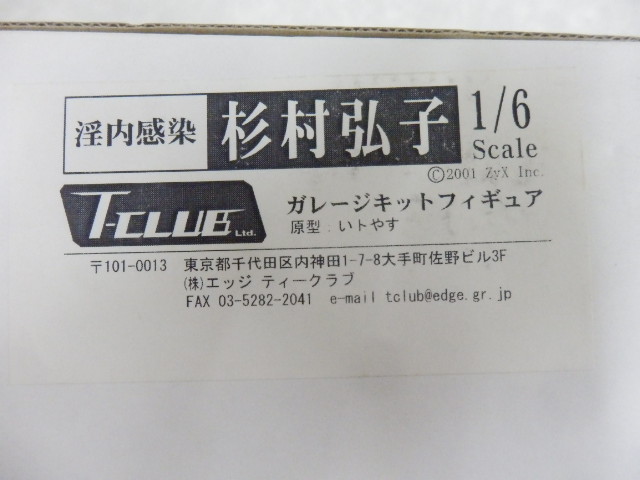 淫内感染 杉村弘子 1/6 Scale
©2001 ZyX Inc.
T-CLUB Ltd. ガレージキットフィギュア
原型 : いトやす
〒101-0013 東京都千代田区内神田1-7-8大手町佐野ビル3F
(株)エッジ ティークラブ
FAX 03-5282-2041 e-mail tclub@edge.gr.jp